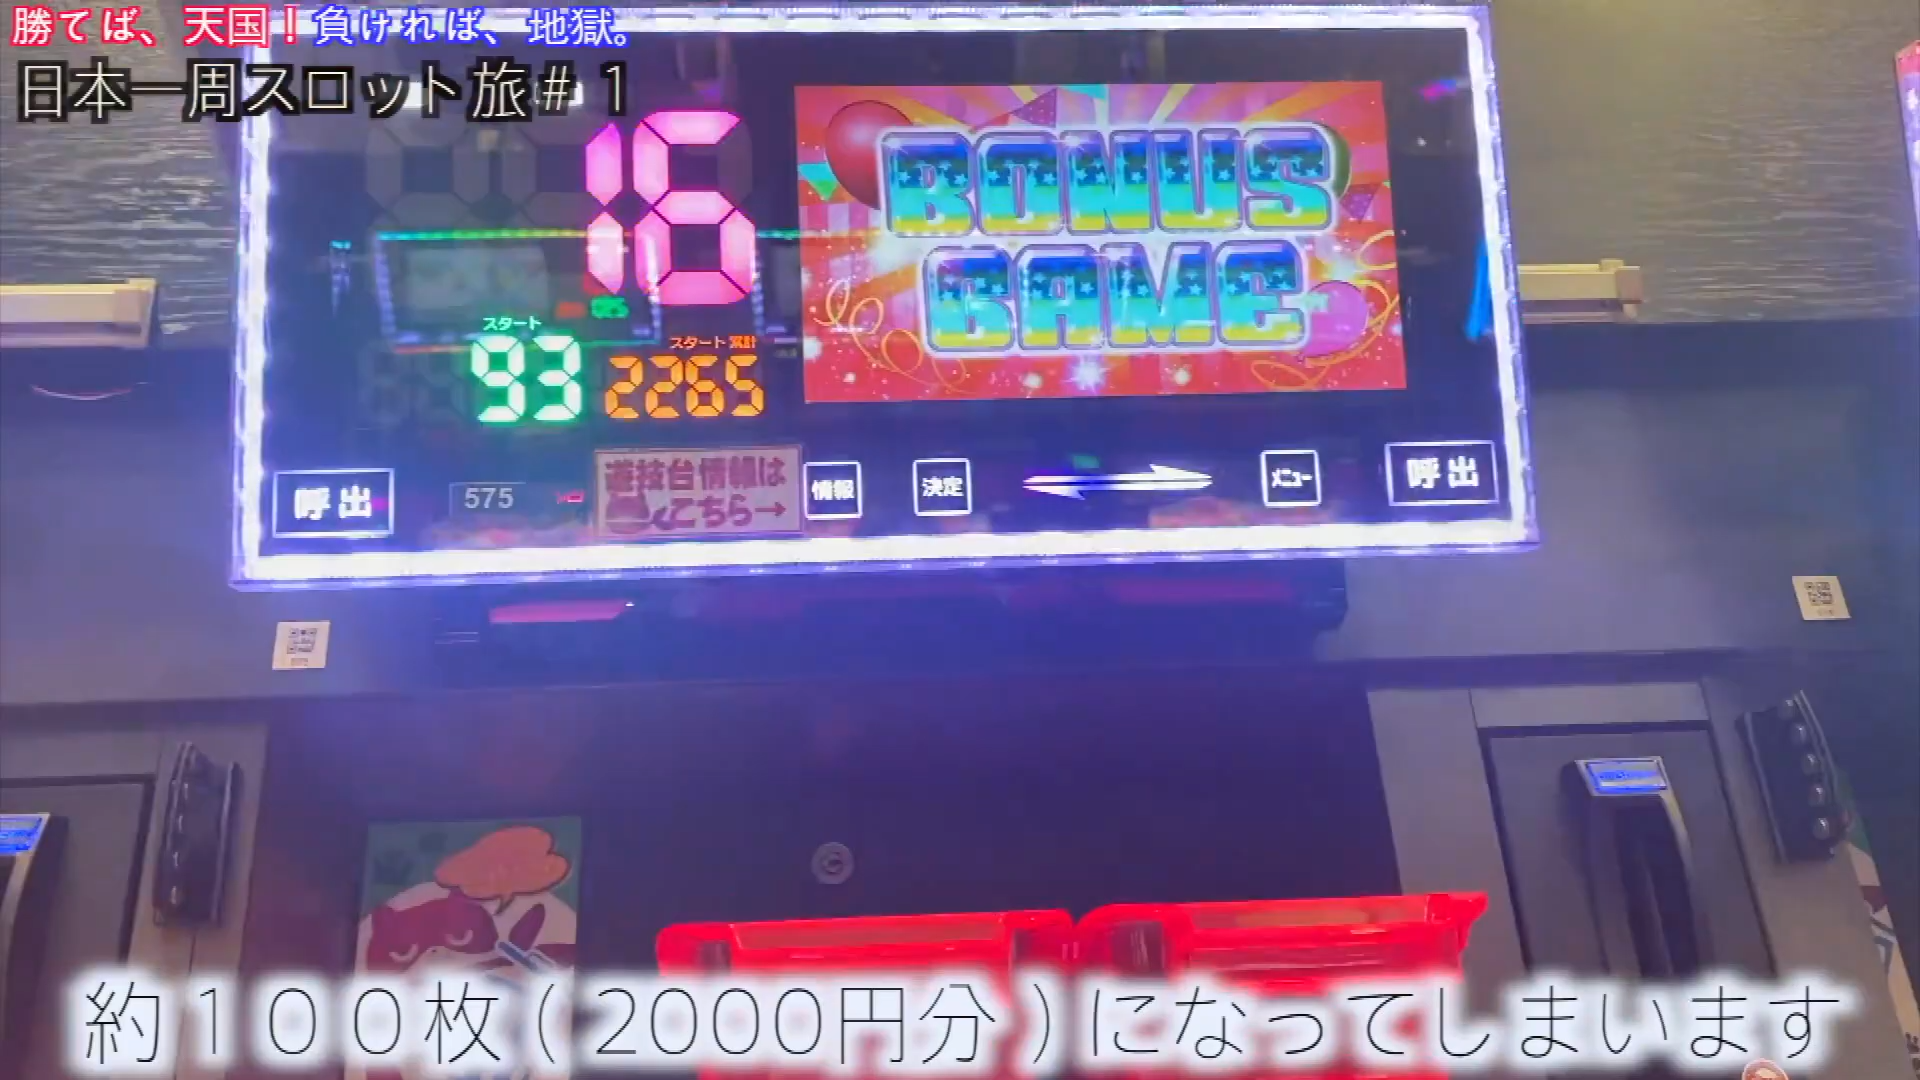 勝てば、天国！負ければ、地獄。
日本一周スロット旅＃１
16
BONUS
GAME
スタート
93
スタート 累計
2265
呼出
575
遊技台情報は
こちら→
情報
決定
メニュー
呼出
約１００枚（2000円分）になってしまいます